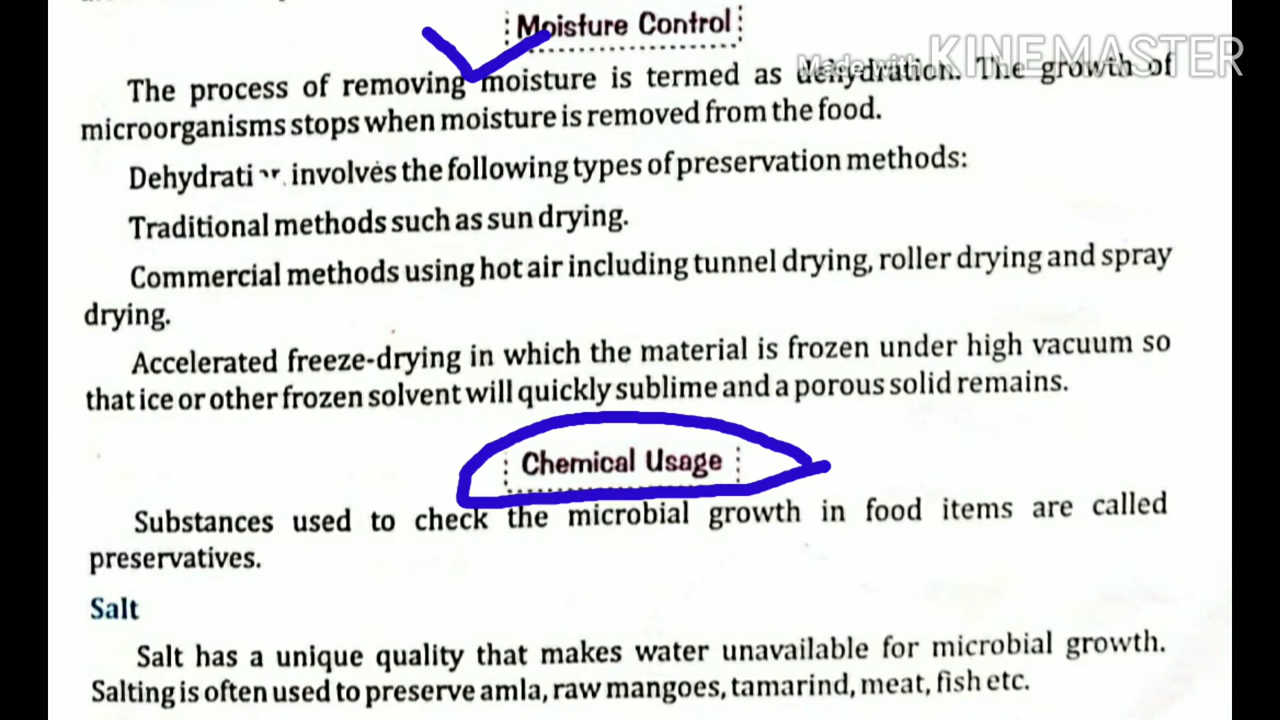 Moisture Control
Made with KINEMASTER
The process of removing moisture is termed as dehydration. The growth of
microorganisms stops when moisture is removed from the food.
Dehydrati involves the following types of preservation methods:
Traditional methods such as sun drying.
Commercial methods using hot air including tunnel drying, roller drying and spray
drying.
Accelerated freeze-drying in which the material is frozen under high vacuum so
that ice or other frozen solvent will quickly sublime and a porous solid remains.
Chemical Usage
Substances used to check the microbial growth in food items are called
preservatives.
Salt
Salt has a unique quality that makes water unavailable for microbial growth.
Salting is often used to preserve amla, raw mangoes, tamarind, meat, fish etc.